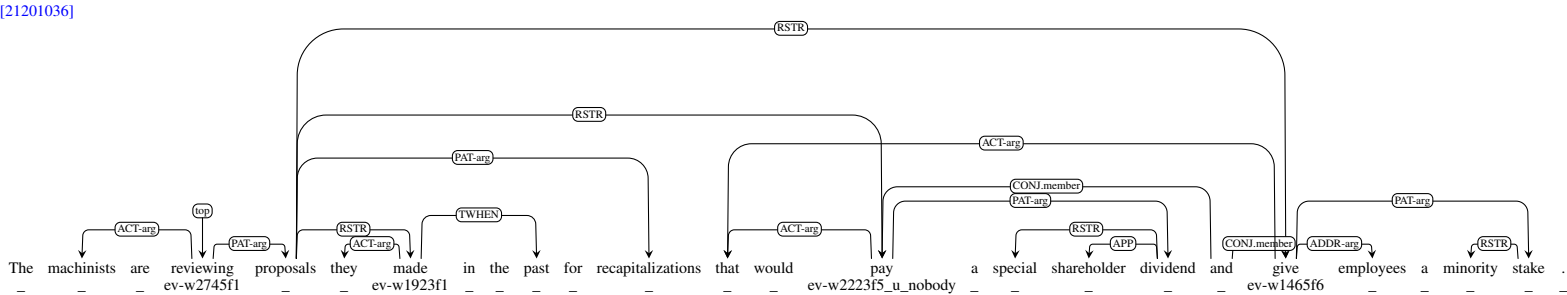 [21201036]
RSTR
RSTR
ACT-arg
PAT-arg
CONJ.member
PAT-arg PAT-arg
top TWHEN
ACT-arg RSTR ACT-arg RSTR
PAT-arg ACT-arg APP CONJ.member ADDR-arg RSTR
The machinists are reviewing proposals they made in the past for recapitalizations that would pay a special shareholder dividend and give employees a minority stake .
_ _ _ ev-w2745f1 _ _ ev-w1923f1 _ _ _ _ _ _ _ ev-w2223f5_u_nobody _ _ _ _ _ ev-w1465f6 _ _ _ _ _